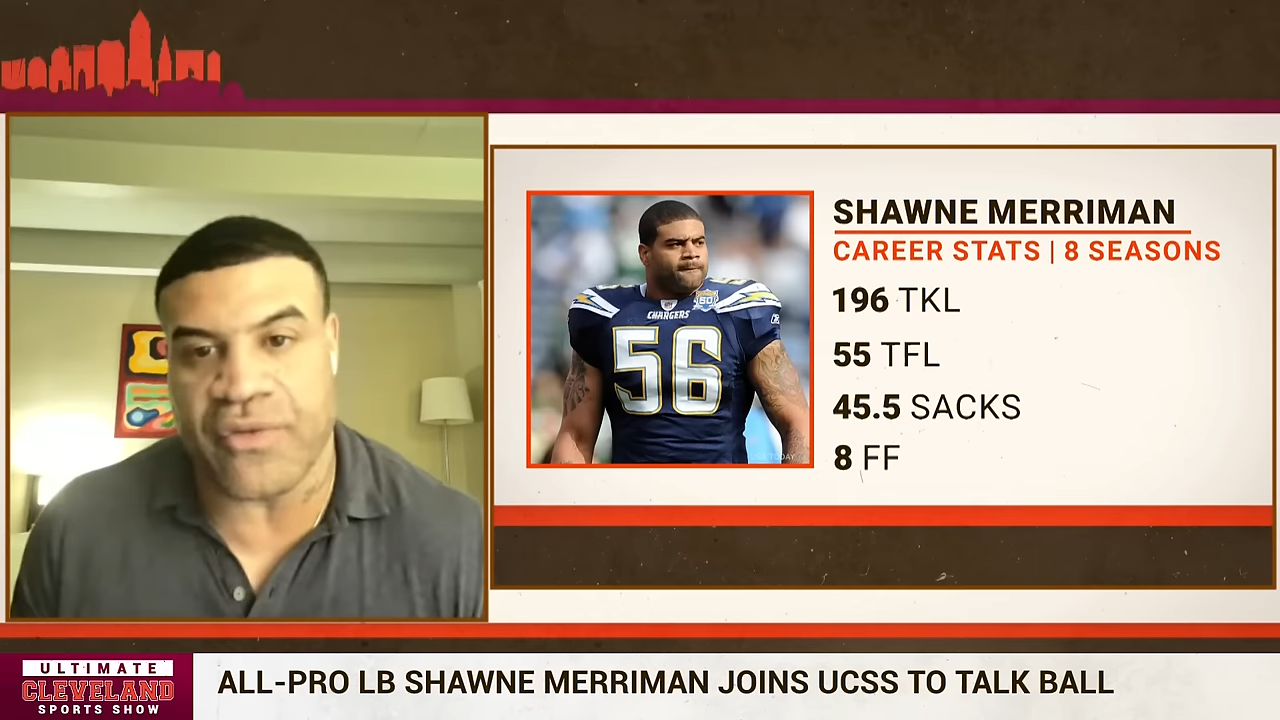 SHAWNE MERRIMAN
CAREER STATS | 8 SEASONS
196 TKL
55 TFL
45.5 SACKS
8 FF
CHARGERS
56
ULTIMATE
CLEVELAND
SPORTS SHOW
ALL-PRO LB SHAWNE MERRIMAN JOINS UCSS TO TALK BALL